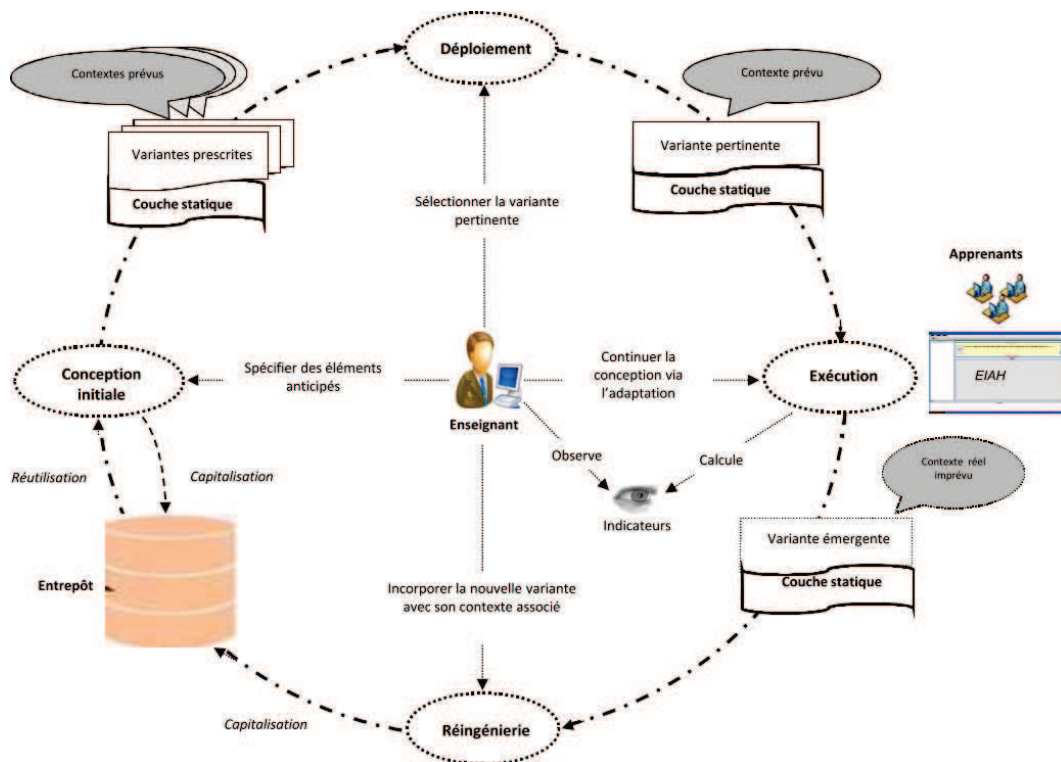 Déploiement
Contextes prévus
Contexte prévu
Variantes prescrites
Couche statique
Variante pertinente
Couche statique
Sélectionner la variante
pertinente
Apprenants
Conception
initiale
Spécifier des éléments
anticipés
Continuer la
conception via
l'adaptation
Exécution
EIAH
Enseignant
Observe
Calcule
Indicateurs
Réutilisation
Capitalisation
Contexte réel
imprévu
Variante émergente
Couche statique
Entrepôt
Incorporer la nouvelle variante
avec son contexte associé
Capitalisation
Réingénierie